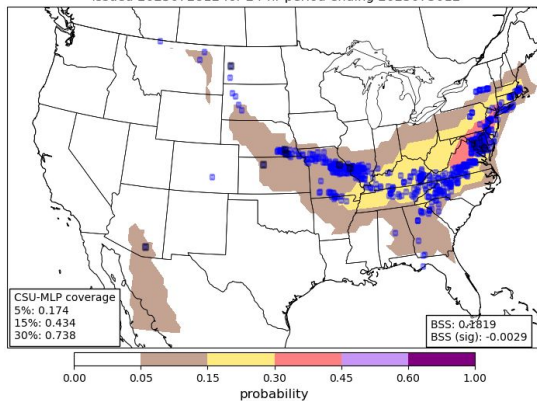 CSU-MLP coverage
5%: 0.174
15%: 0.434
30%: 0.738
BSS: 0.1819
BSS (sig): -0.0029
0.00 0.05 0.15 0.30 0.45 0.60 1.00
probability